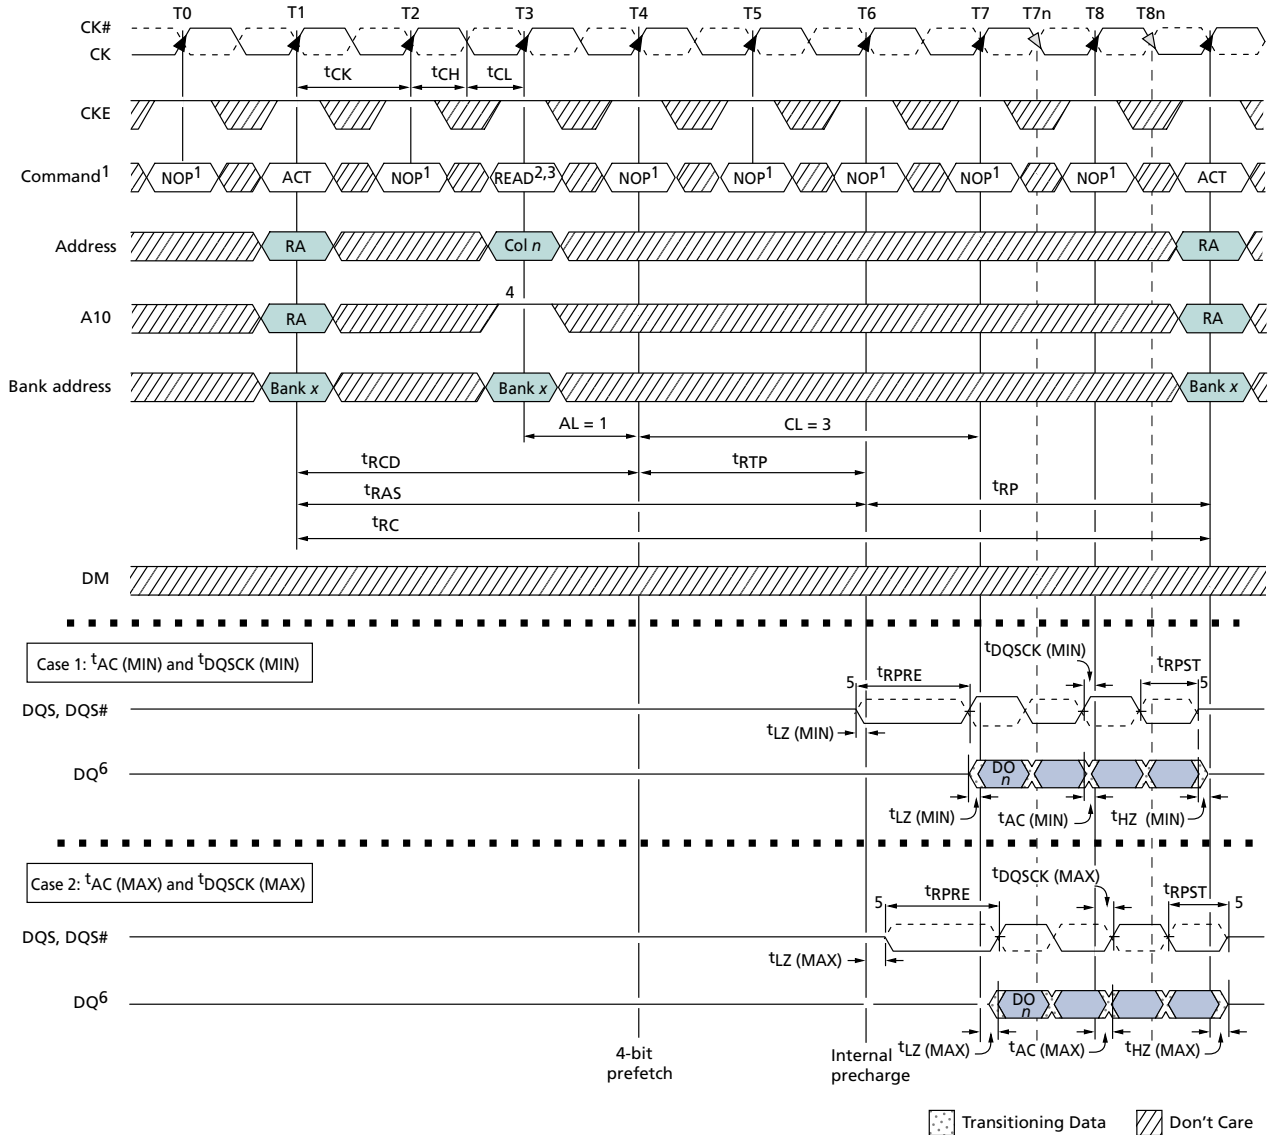 T0 T1 T2 T3 T4 T5 T6 T7 T7n T8 T8n
CK#
CK
tCK tCH tCL
CKE
Command1 NOP1 ACT NOP1 READ2,3 NOP1 NOP1 NOP1 NOP1 NOP1 ACT
Address RA Col n RA
4
A10 RA RA
Bank address Bank x Bank x Bank x
AL = 1 CL = 3
tRCD tRTP
tRAS tRP
tRC
DM
Case 1: tAC (MIN) and tDQSCK (MIN)
tDQSCK (MIN)
5 tRPRE tRPST 5
DQS, DQS#
tLZ (MIN)
DQ6 DO n
tLZ (MIN) tAC (MIN) tHZ (MIN)
Case 2: tAC (MAX) and tDQSCK (MAX)
tDQSCK (MAX)
5 tRPRE tRPST 5
DQS, DQS#
tLZ (MAX)
DQ6 DO n
tLZ (MAX) tAC (MAX) tHZ (MAX)
4-bit
prefetch
Internal
precharge
Transitioning Data Don't Care